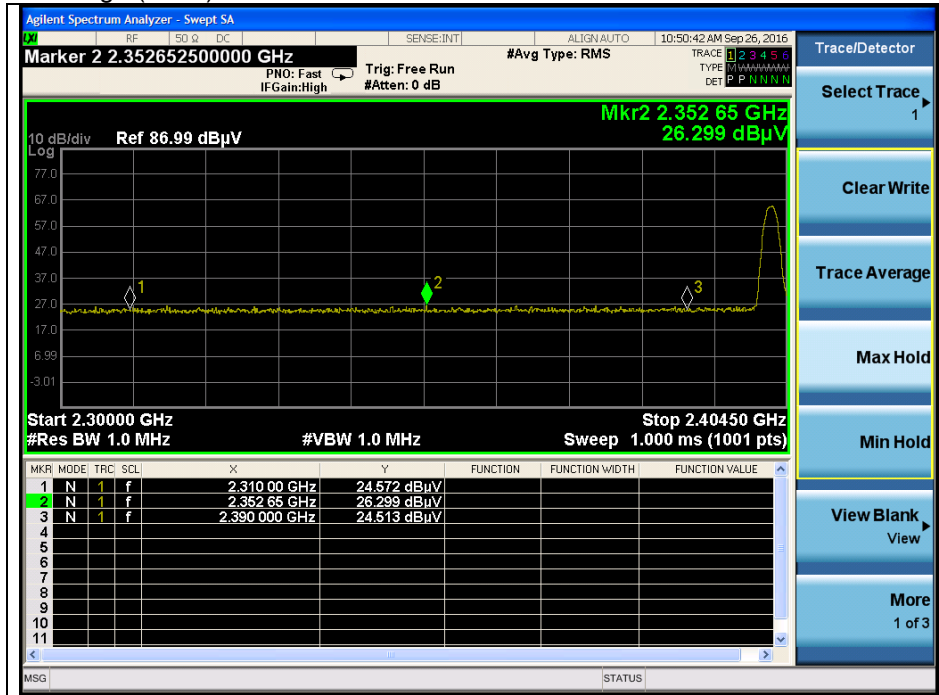 Agilent Spectrum Analyzer - Swept SA
LXI RF 50 Ω DC SENSE:INT ALIGN AUTO 10:50:42 AM Sep 26, 2016
Marker 2 2.352652500000 GHz
PNO: Fast
IFGain:High
Trig: Free Run
#Atten: 0 dB
#Avg Type: RMS
TRACE 1 2 3 4 5 6
TYPE M WWWWW
DET P P N N N N
Mkr2 2.352 65 GHz
26.299 dBµV
10 dB/div Ref 86.99 dBµV
Log
77.0
67.0
57.0
47.0
37.0
27.0
17.0
6.99
-3.01
1
2
3
Start 2.30000 GHz Stop 2.40450 GHz
#Res BW 1.0 MHz #VBW 1.0 MHz Sweep 1.000 ms (1001 pts)
MKR MODE TRC SCL X Y FUNCTION FUNCTION WIDTH FUNCTION VALUE
1 N 1 f 2.310 00 GHz 24.572 dBµV
2 N 1 f 2.352 65 GHz 26.299 dBµV
3 N 1 f 2.390 000 GHz 24.513 dBµV
4
5
6
7
8
9
10
11
MSG STATUS
Trace/Detector
Select Trace
1
Clear Write
Trace Average
Max Hold
Min Hold
View Blank
View
More
1 of 3